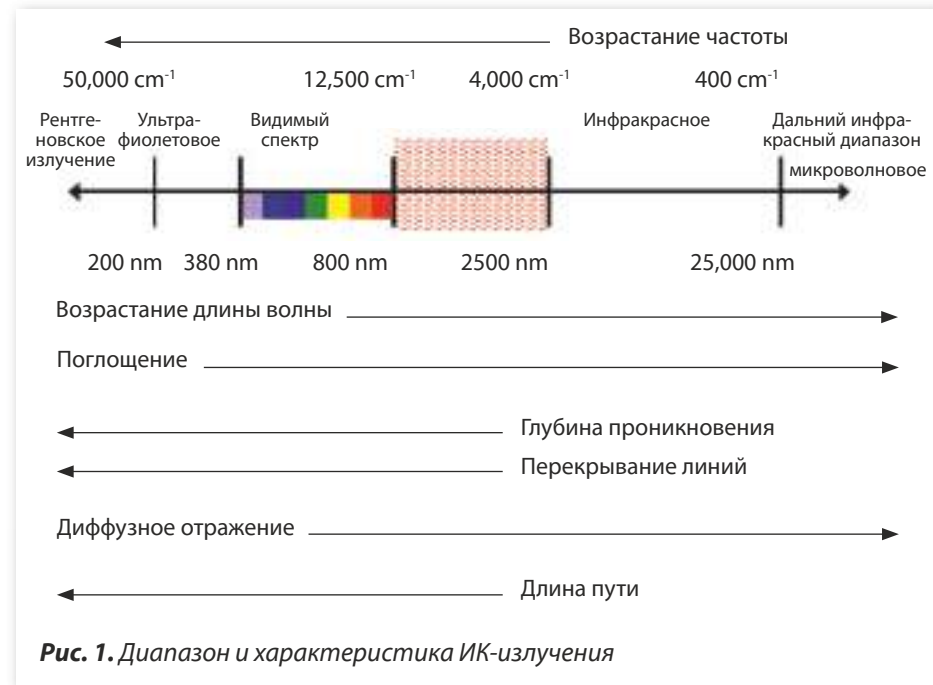 Возрастание частоты
50,000 cm-1 12,500 cm-1 4,000 cm-1 400 cm-1
Рентге-
новское
излучение
Ультра-
фиолетовое
Видимый
спектр
Инфракрасное
Дальний инфра-
красный диапазон
микроволновое
200 nm 380 nm 800 nm 2500 nm 25,000 nm
Возрастание длины волны
Поглощение
Глубина проникновения
Перекрывание линий
Диффузное отражение
Длина пути
Рис. 1. Диапазон и характеристика ИК-излучения